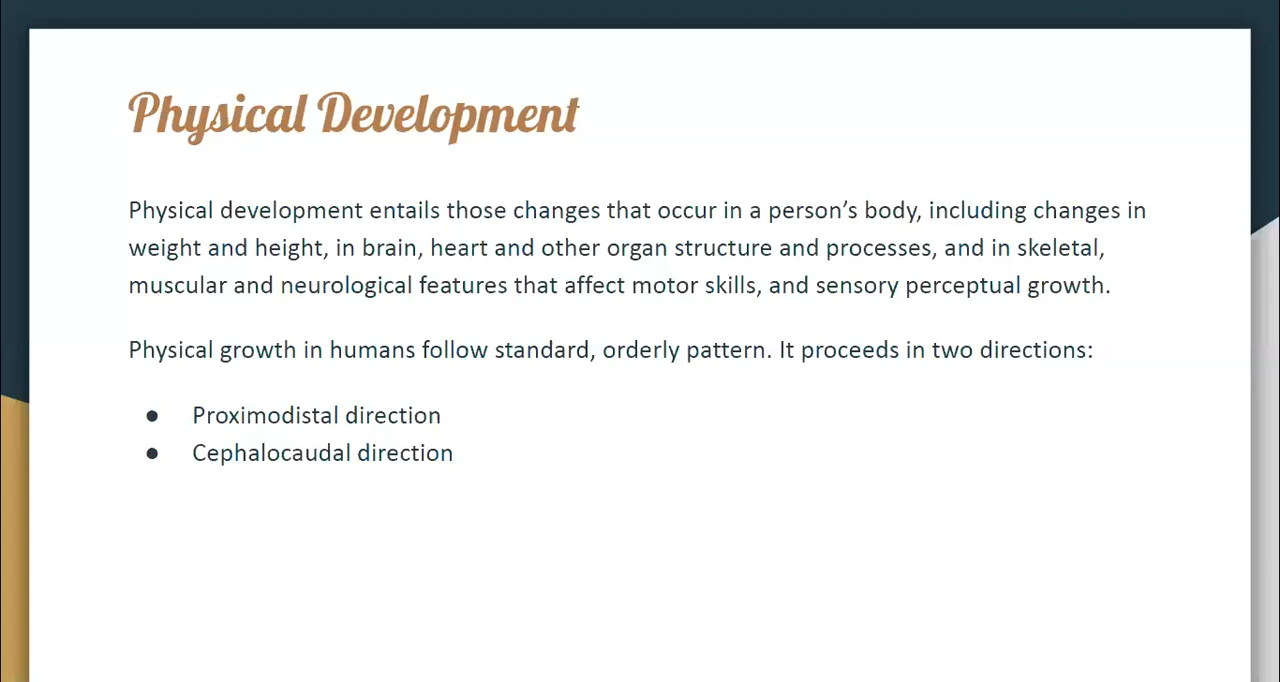 Physical Development
Physical development entails those changes that occur in a person’s body, including changes in
weight and height, in brain, heart and other organ structure and processes, and in skeletal,
muscular and neurological features that affect motor skills, and sensory perceptual growth.
Physical growth in humans follow standard, orderly pattern. It proceeds in two directions:
● Proximodistal direction
● Cephalocaudal direction